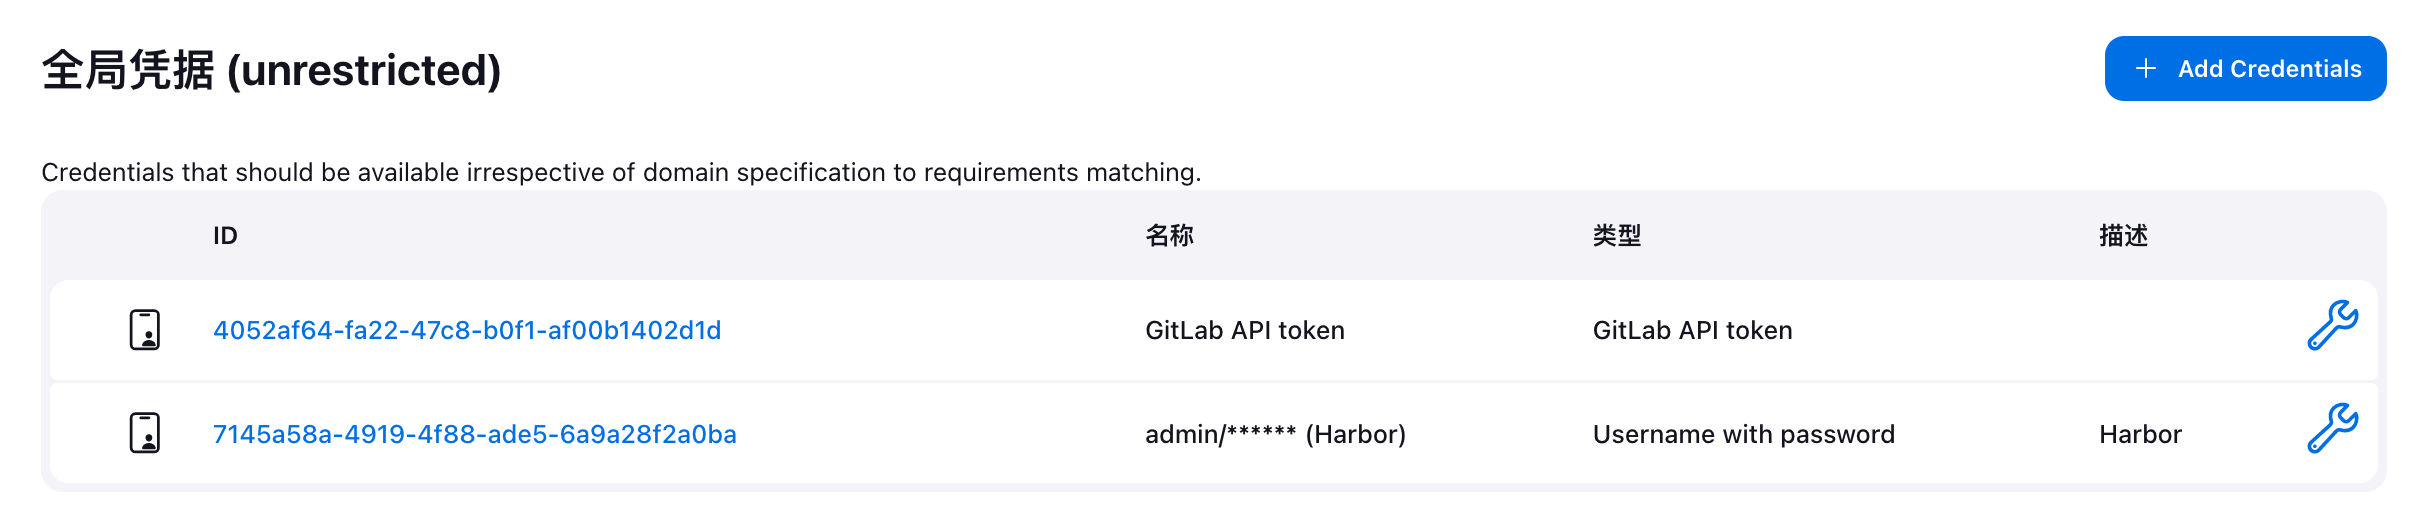 全局凭据 (unrestricted)
+ Add Credentials
Credentials that should be available irrespective of domain specification to requirements matching.
ID 名称 类型 描述
4052af64-fa22-47c8-b0f1-af00b1402d1d GitLab API token GitLab API token
7145a58a-4919-4f88-ade5-6a9a28f2a0ba admin/****** (Harbor) Username with password Harbor